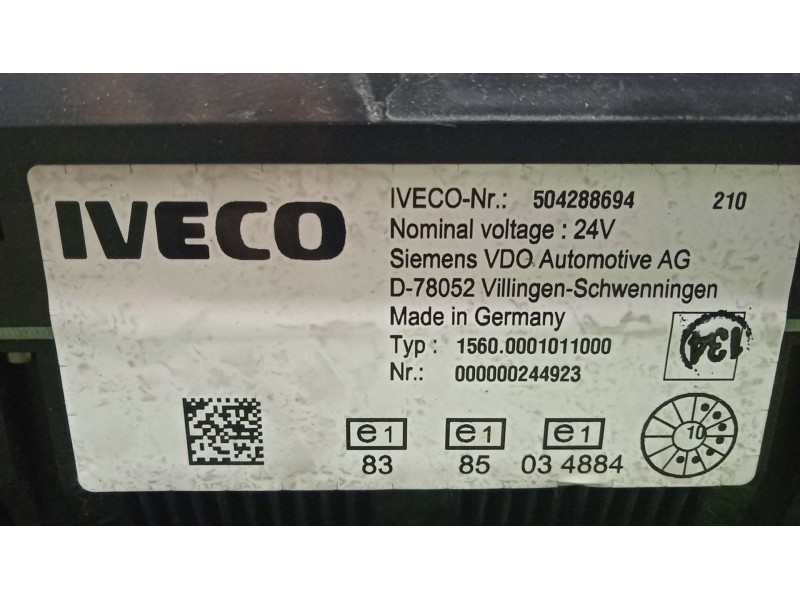 IVECO
IVECO-Nr.: 504288694 210
Nominal voltage : 24V
Siemens VDO Automotive AG
D-78052 Villingen-Schwenningen
Made in Germany
Typ : 1560.0001011000
Nr.: 000000244923
134
e1 e1 e1
83 85 03 4884
10